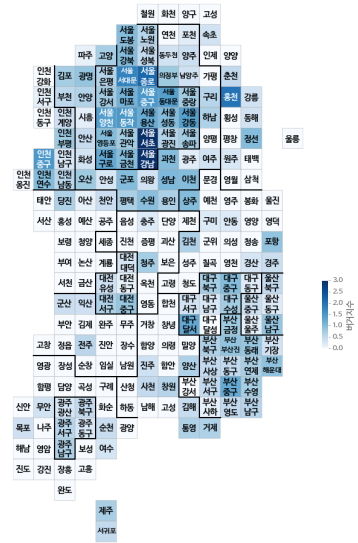 철원 화천 양구 고성
서울 도봉 서울 노원 연천 포천 속초
파주 고양 서울 강북 서울 성북 동두천 양주 인제 양양
인천 강화 김포 광명 서울 은평 서울 서대문 서울 종로 의정부 남양주 가평 춘천
인천 서구 부천 안양 서울 강서 서울 마포 서울 중구 서울 동대문 서울 중랑 구리 홍천 강릉
인천 동구 인천 계양 시흥 서울 양천 서울 동작 서울 용산 서울 성동 서울 강동 하남 횡성 동해
인천 부평 안산 서울 영등포 서울 관악 서울 서초 서울 광진 서울 송파 양평 평창 정선 울릉
인천 중구 인천 남구 화성 서울 구로 서울 금천 서울 강남 과천 광주 여주 원주 태백
인천 옹진 인천 연수 인천 남동 오산 안성 군포 의왕 성남 이천 문경 영월 삼척
태안 당진 아산 천안 평택 수원 용인 상주 예천 영주 봉화 울진
서산 홍성 예산 공주 음성 충주 단양 제천 구미 안동 영양 영덕
보령 청양 세종 진천 증평 괴산 김천 군위 의성 청송 포항
부여 논산 계룡 대전 대덕 청주 보은 성주 칠곡 영천 경산 경주
서천 금산 대전 유성 대전 동구 옥천 고령 청도 대구 북구 대구 중구 대구 동구 울산 북구
군산 익산 대전 서구 대전 중구 영동 합천 대구 서구 대구 남구 대구 수성 울산 중구 울산 동구
부안 김제 완주 무주 거창 창녕 대구 달서 대구 달성 부산 금정 울산 울주 울산 남구
고창 정읍 전주 진안 장수 함양 의령 밀양 부산 북구 부산 부산진 부산 동래 부산 기장
영광 장성 순창 임실 남원 진주 함안 양산 부산 사상 부산 동구 부산 연제 부산 해운대
함평 담양 곡성 구례 산청 사천 창원 부산 강서 부산 서구 부산 중구 부산 수영
신안 무안 광주 광산 광주 북구 화순 하동 남해 고성 김해 부산 사하 부산 영도 부산 남구
목포 나주 광주 서구 광주 동구 순천 광양 통영 거제
해남 영암 광주 남구 보성 여수
진도 강진 장흥 고흥
완도
제주
서귀포
3.0
2.5
2.0
1.5
1.0
0.5
0.0
버거지수